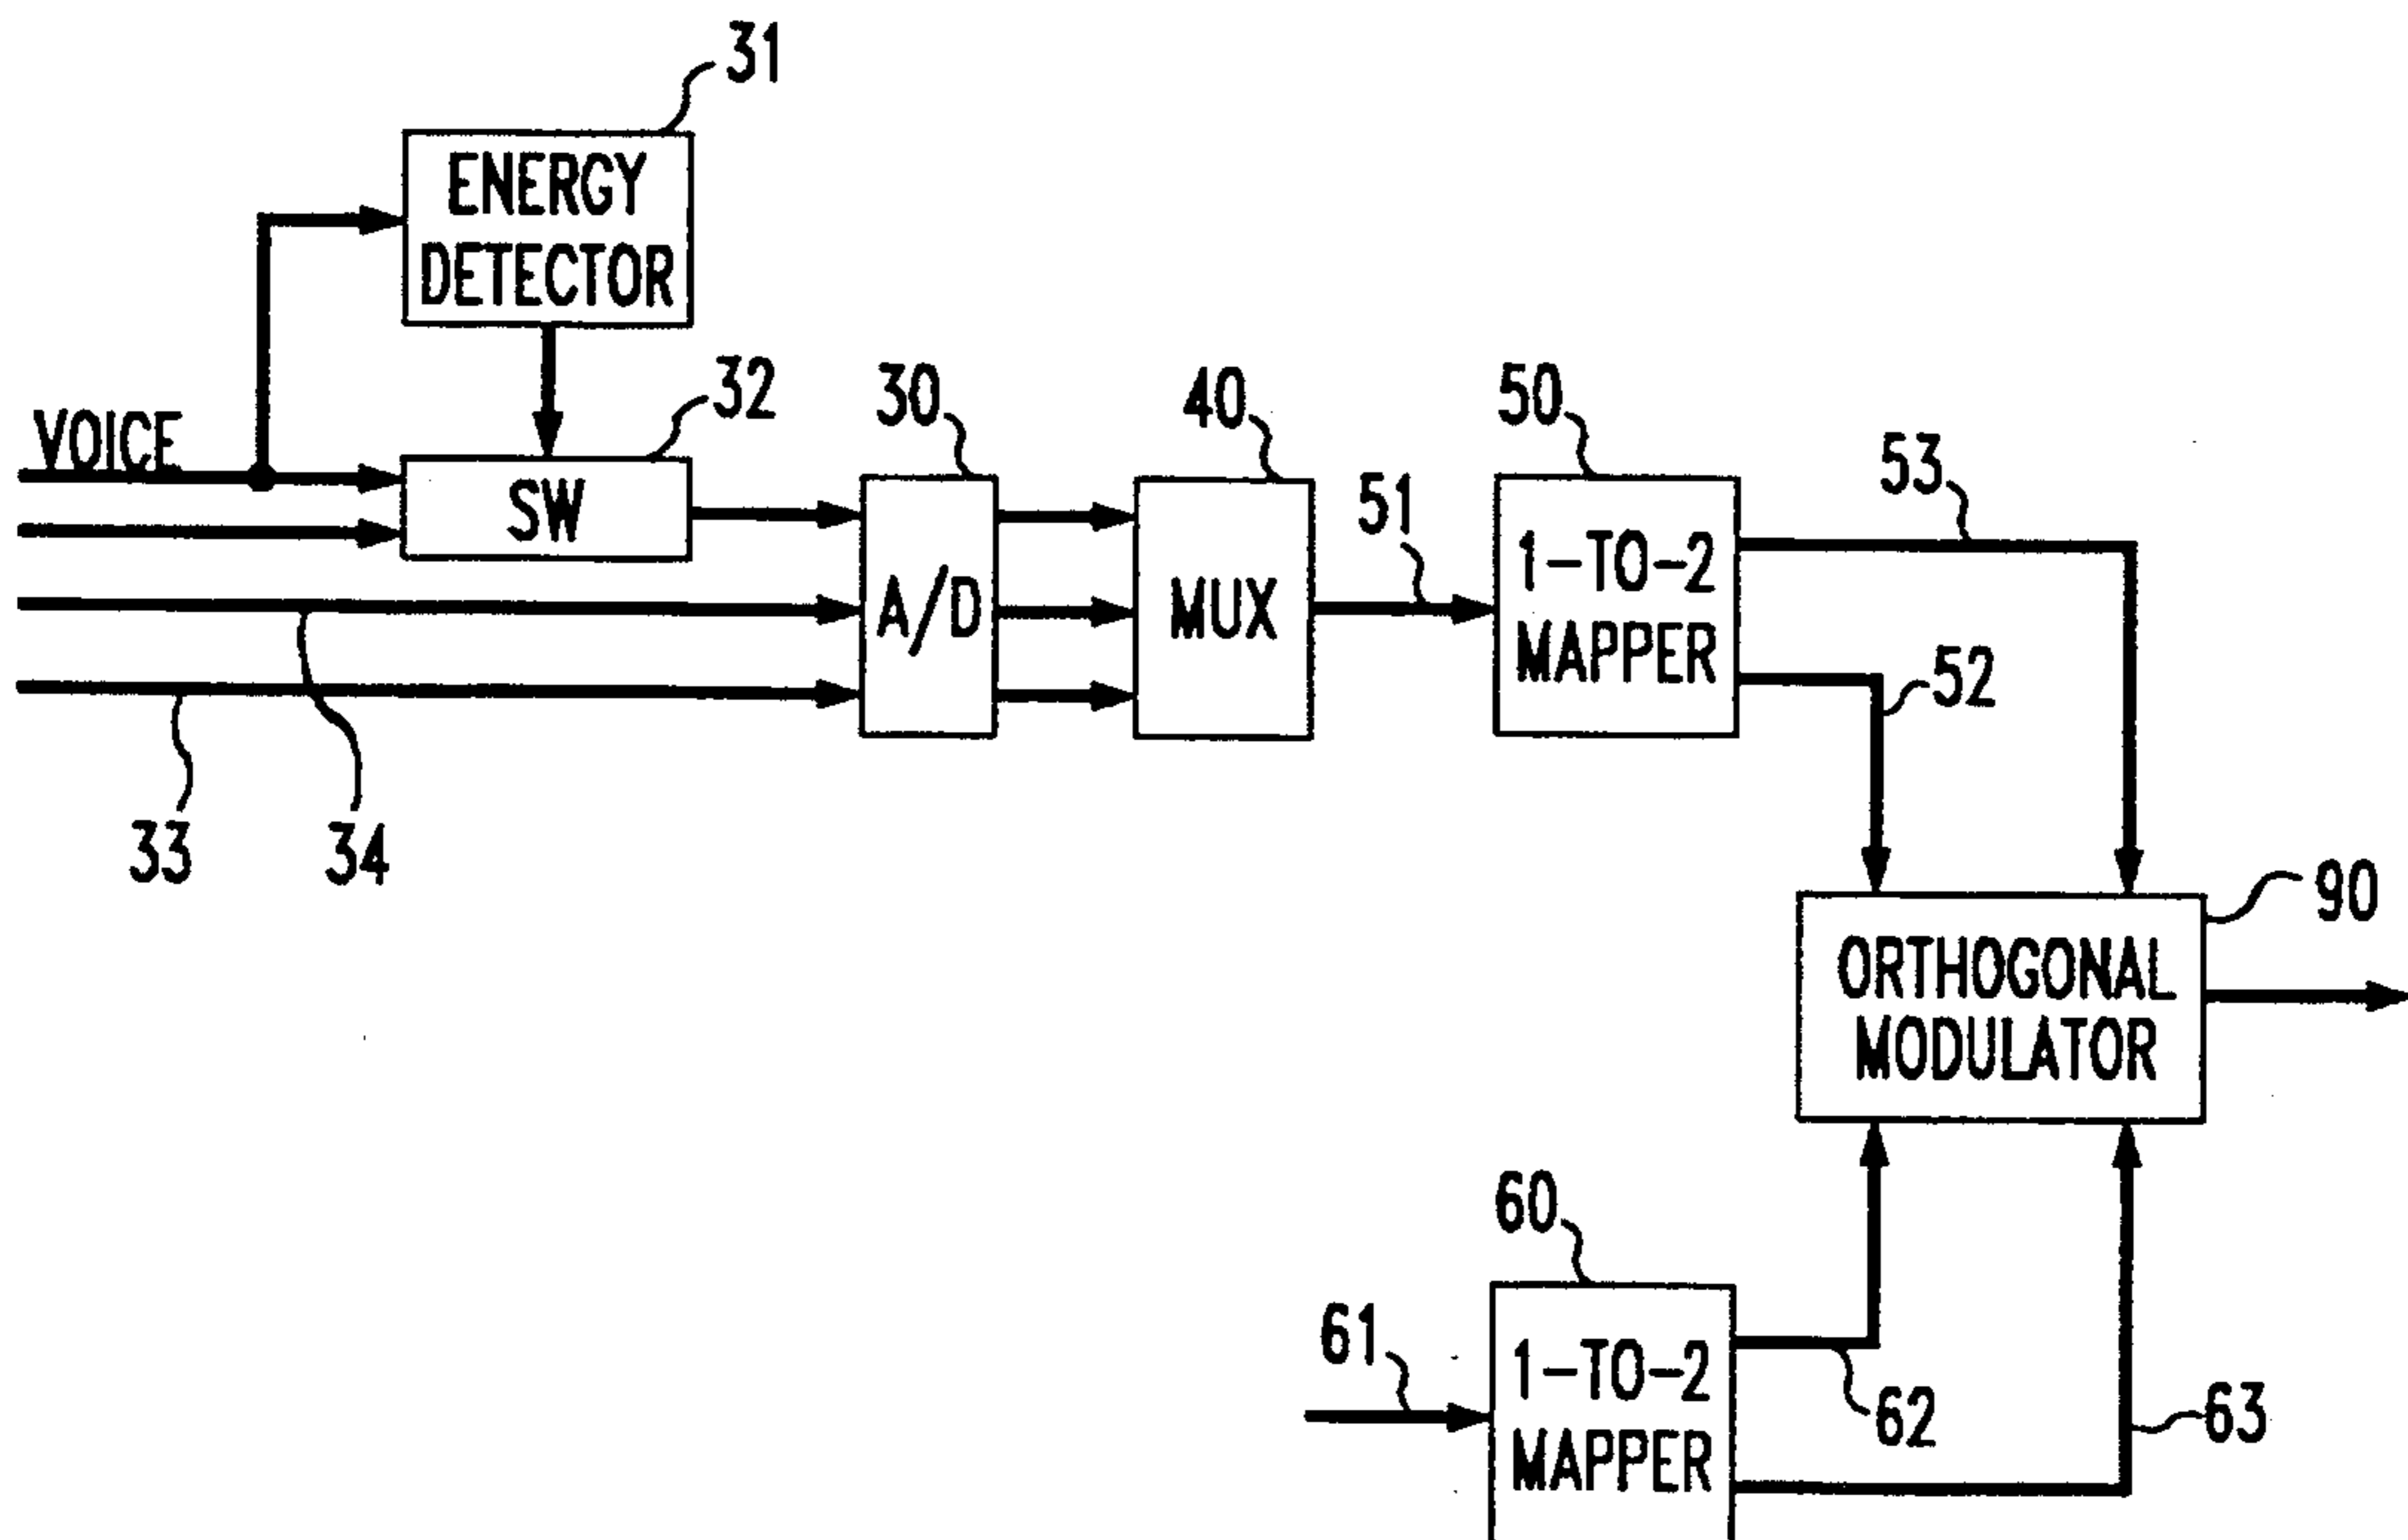 31
ENERGY
DETECTOR
VOICE
32
SW
30
A/D
40
MUX
51
50
1-TO-2
MAPPER
53
52
33
34
90
ORTHOGONAL
MODULATOR
60
61
1-TO-2
MAPPER
62
63